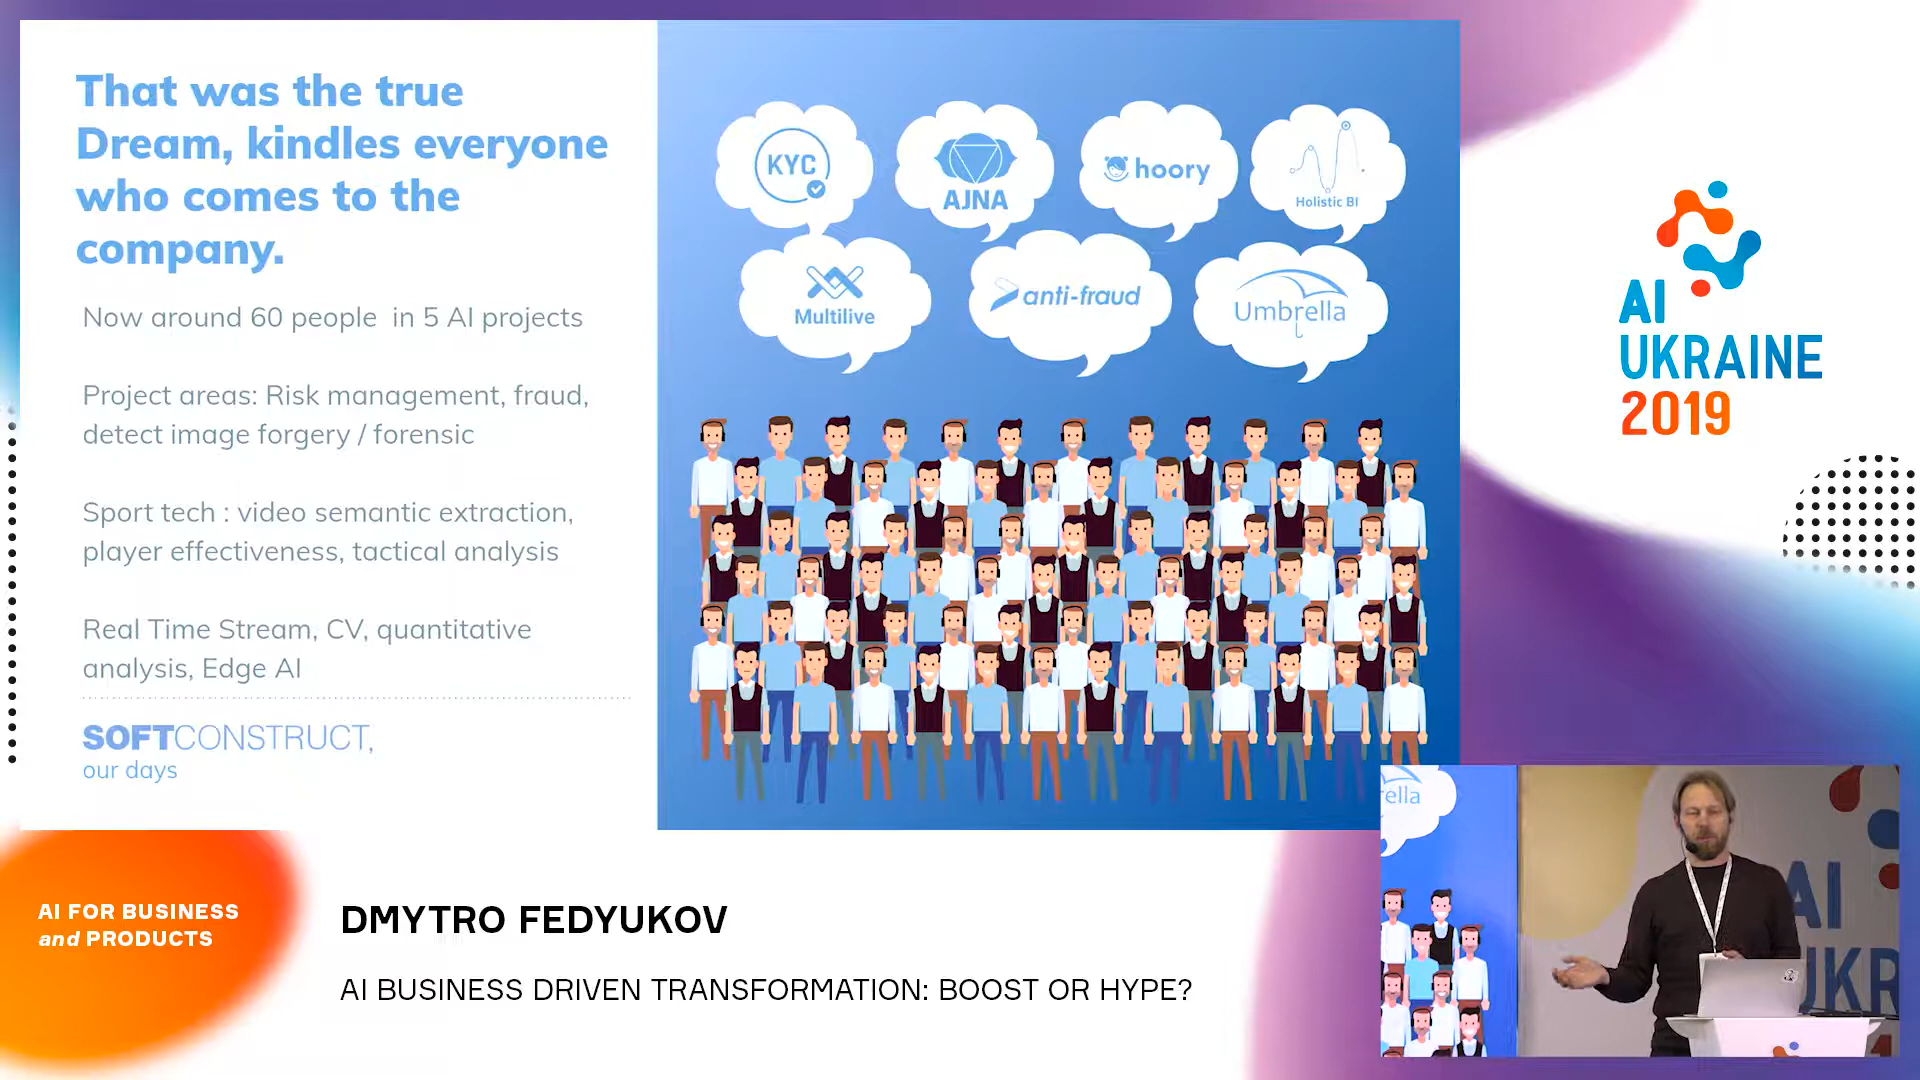 That was the true
Dream, kindles everyone
who comes to the
company.
Now around 60 people in 5 AI projects
Project areas: Risk management, fraud,
detect image forgery / forensic
Sport tech : video semantic extraction,
player effectiveness, tactical analysis
Real Time Stream, CV, quantitative
analysis, Edge AI
SOFTCONSTRUCT,
our days
KYC
AJNA
hoory
Holistic BI
Multilive
anti-fraud
Umbrella
AI
UKRAINE
2019
AI FOR BUSINESS
and PRODUCTS
DMYTRO FEDYUKOV
AI BUSINESS DRIVEN TRANSFORMATION: BOOST OR HYPE?
ella
AI
UKR
1